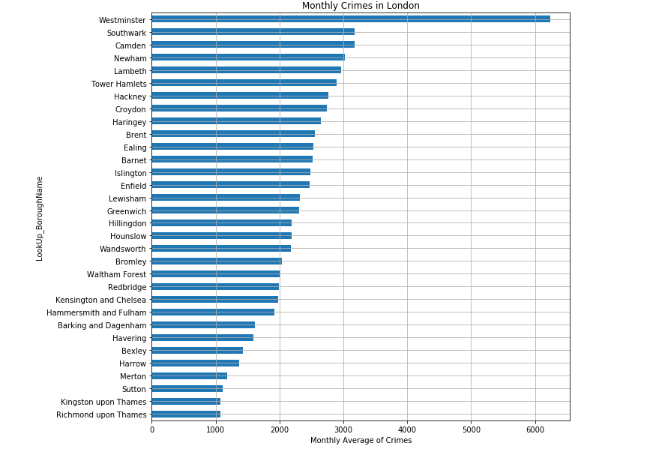 Monthly Crimes in London
LookUp_BoroughName
Westminster
Southwark
Camden
Newham
Lambeth
Tower Hamlets
Hackney
Croydon
Haringey
Brent
Ealing
Barnet
Islington
Enfield
Lewisham
Greenwich
Hillingdon
Hounslow
Wandsworth
Bromley
Waltham Forest
Redbridge
Kensington and Chelsea
Hammersmith and Fulham
Barking and Dagenham
Havering
Bexley
Harrow
Merton
Sutton
Kingston upon Thames
Richmond upon Thames
0 1000 2000 3000 4000 5000 6000
Monthly Average of Crimes